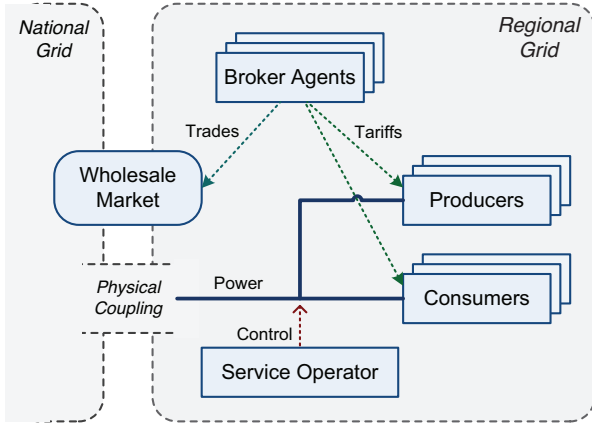 National
Grid
Regional
Grid
Broker Agents
Trades
Tariffs
Wholesale
Market
Producers
Physical
Coupling
Power
Consumers
Control
Service Operator